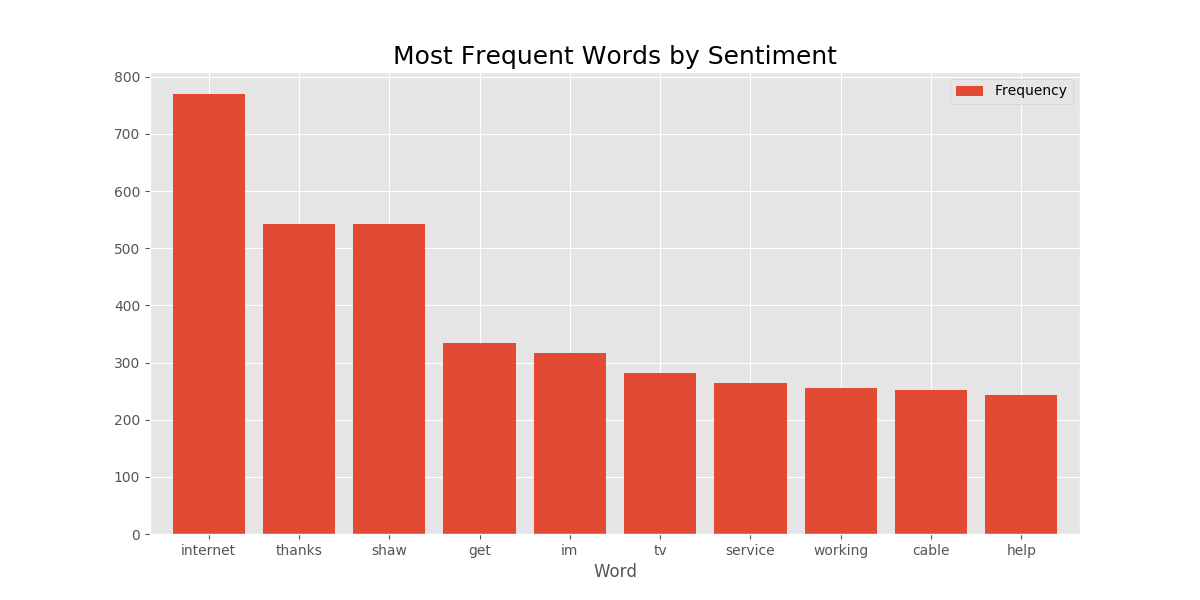 Most Frequent Words by Sentiment
Frequency
800
700
600
500
400
300
200
100
0
internet thanks shaw get im tv service working cable help
Word